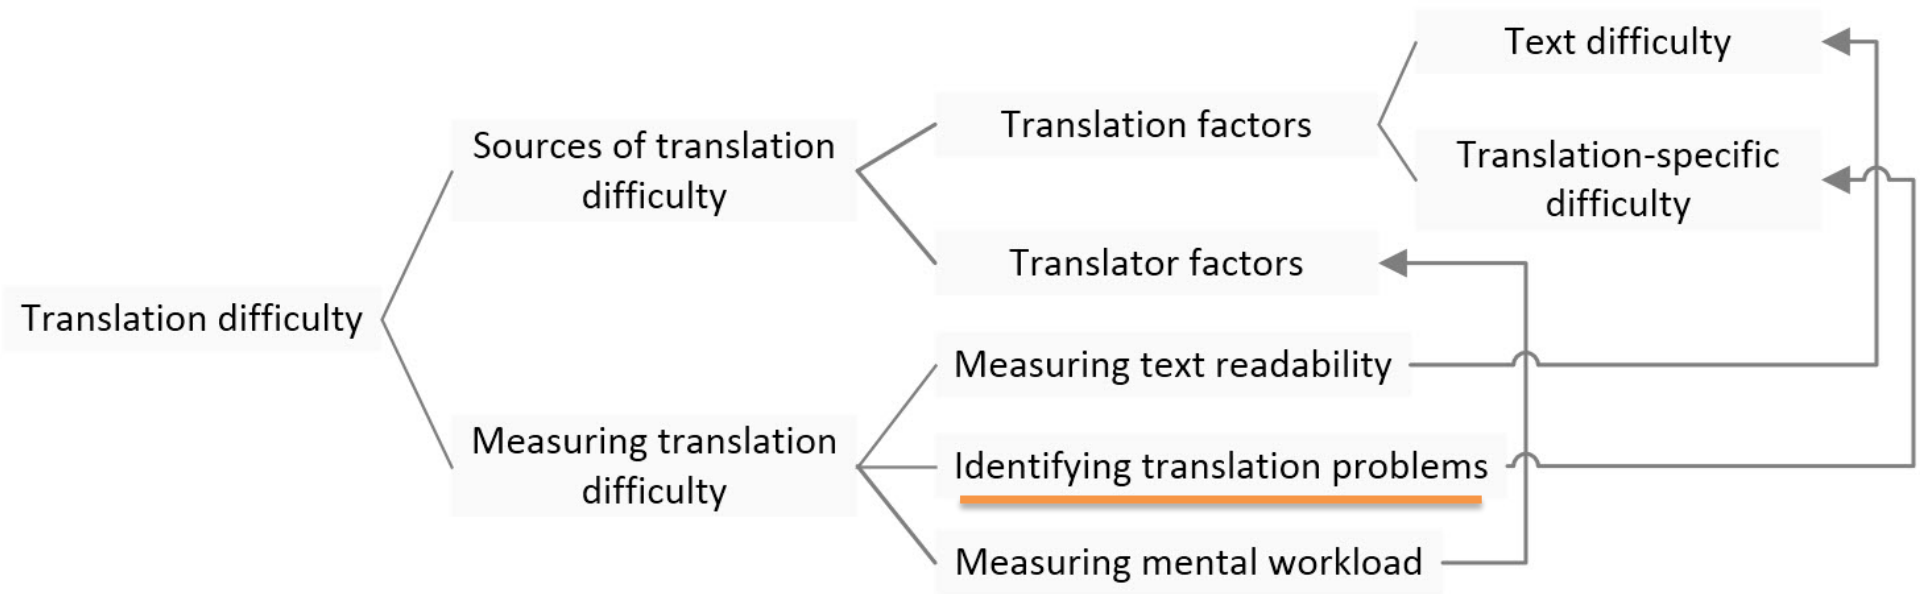 Text difficulty
Translation factors
Sources of translation
difficulty
Translation-specific
difficulty
Translator factors
Translation difficulty
Measuring text readability
Measuring translation
difficulty
Identifying translation problems
Measuring mental workload